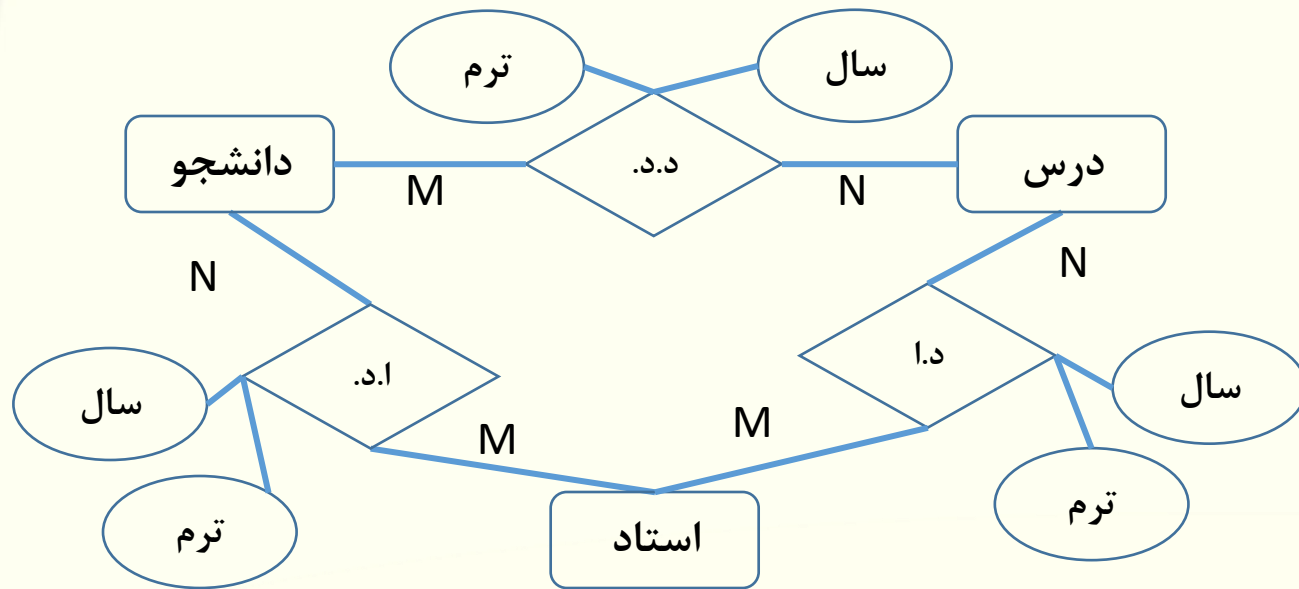 ترم
سال
دانشجو
د.د.
درس
M
N
N
N
ا.د.
د.ا
سال
سال
M
M
ترم
ترم
استاد